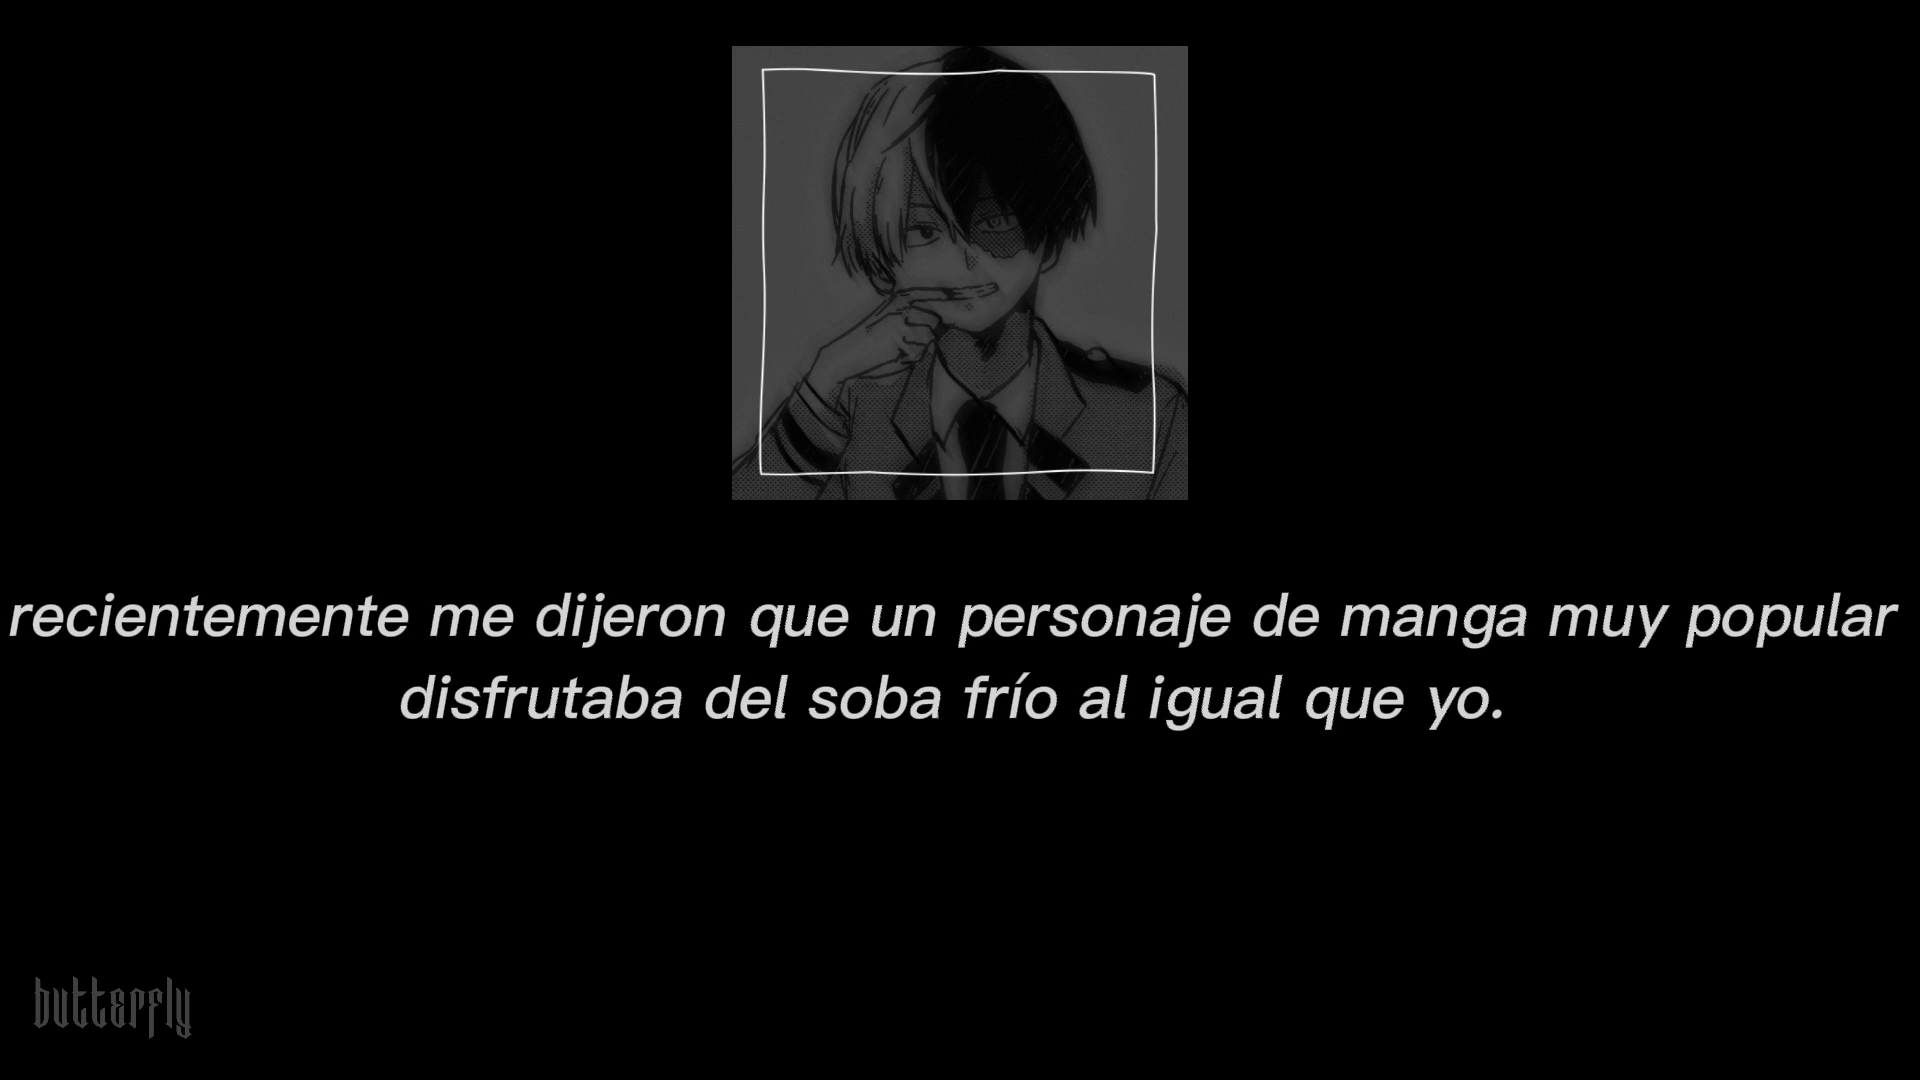 recientemente me dijeron que un personaje de manga muy popular
disfrutaba del soba frío al igual que yo.
butterfly